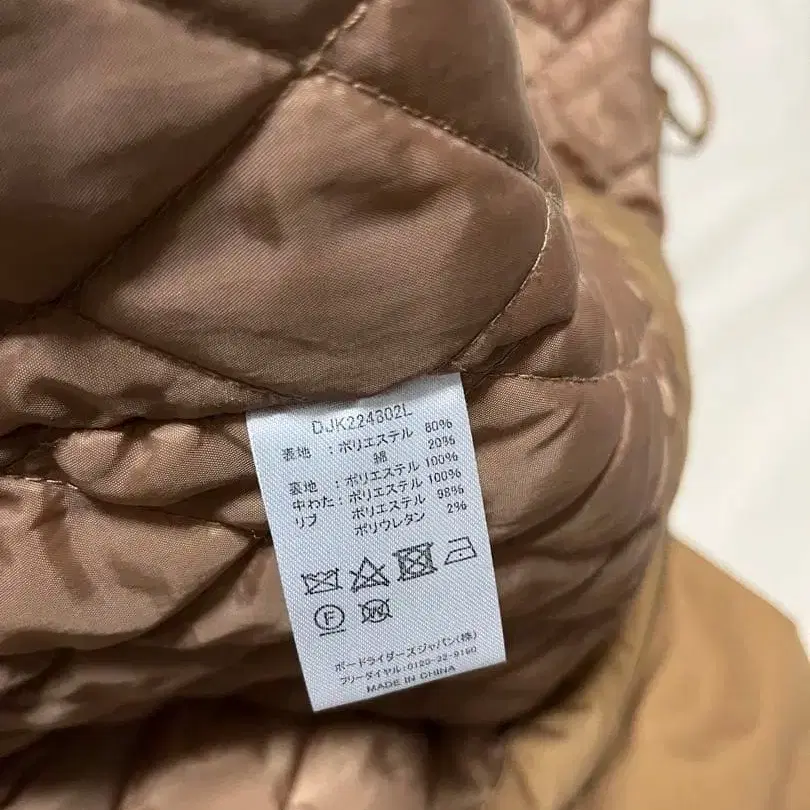 DJK224302L
表地 : ポリエステル 80%
綿 20%
裏地 : ポリエステル 100%
中わた : ポリエステル 100%
リブ ポリエステル 98%
ポリウレタン 2%
F W
ボードライダーズジャパン(株)
フリーダイヤル:0120-22-9190
MADE IN CHINA